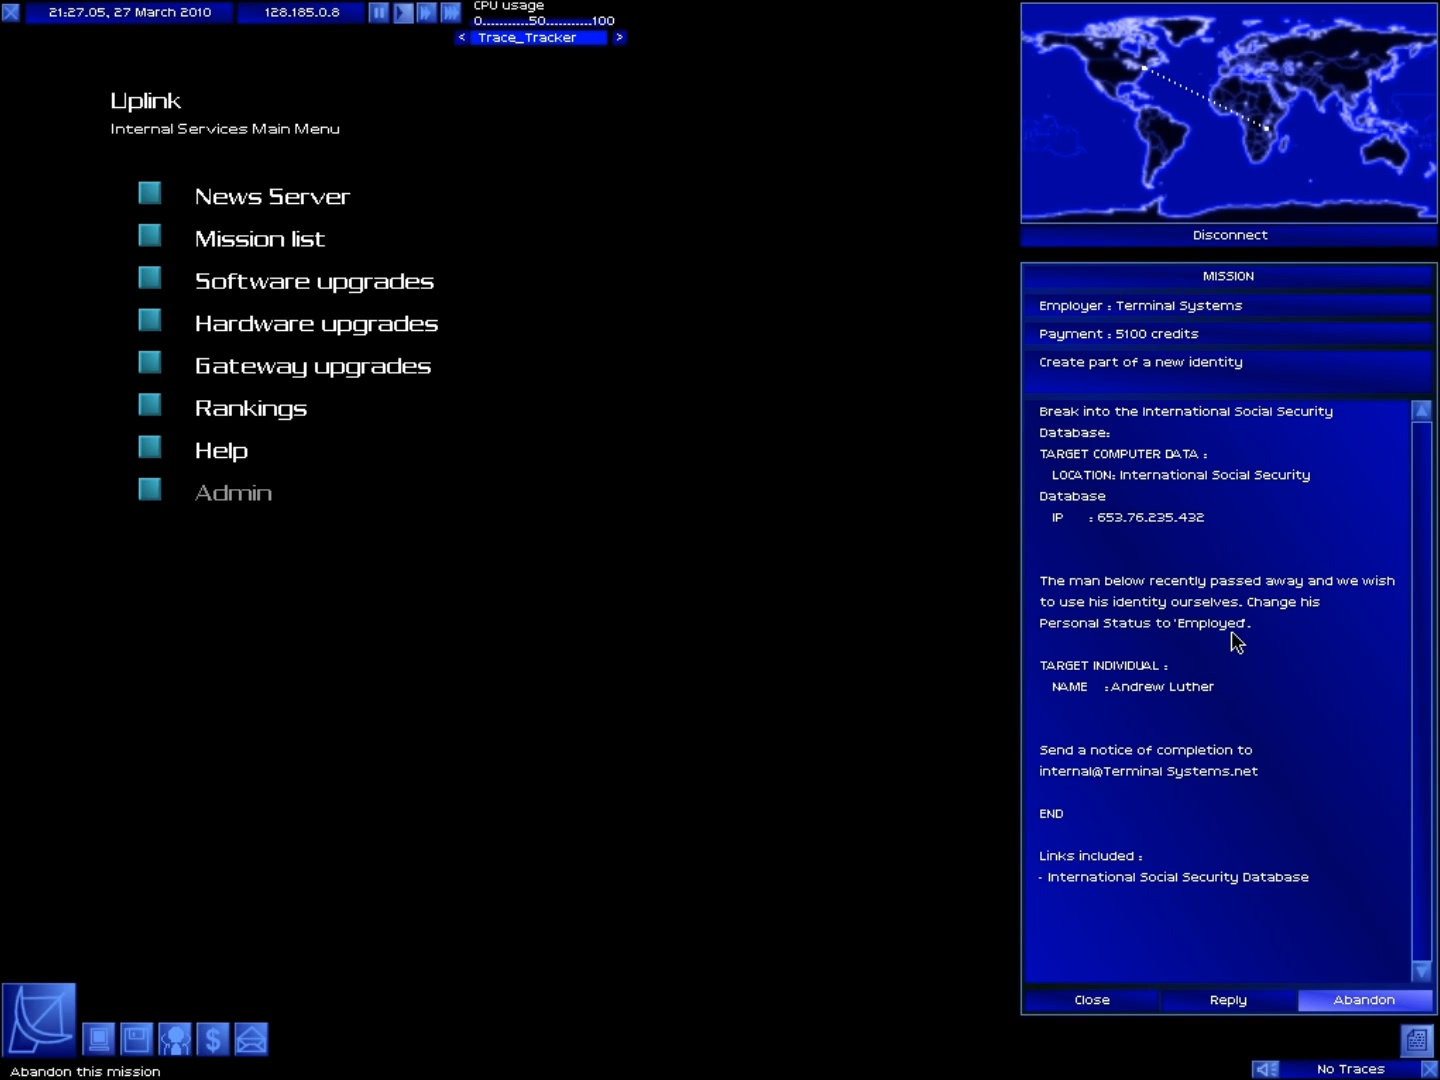 21:27.05, 27 March 2010
128.185.0.8
CPU usage
0..........50..........100
< Trace_Tracker >
Uplink
Internal Services Main Menu
News Server
Mission list
Software upgrades
Hardware upgrades
Gateway upgrades
Rankings
Help
Admin
Disconnect
MISSION
Employer : Terminal Systems
Payment : 5100 credits
Create part of a new identity
Break into the International Social Security
Database:
TARGET COMPUTER DATA :
LOCATION: International Social Security
Database
IP : 653.76.235.432
The man below recently passed away and we wish
to use his identity ourselves. Change his
Personal Status to 'Employed'.
TARGET INDIVIDUAL :
NAME : Andrew Luther
Send a notice of completion to
internal@Terminal Systems.net
END
Links included :
- International Social Security Database
Close Reply Abandon
$
Abandon this mission
No Traces